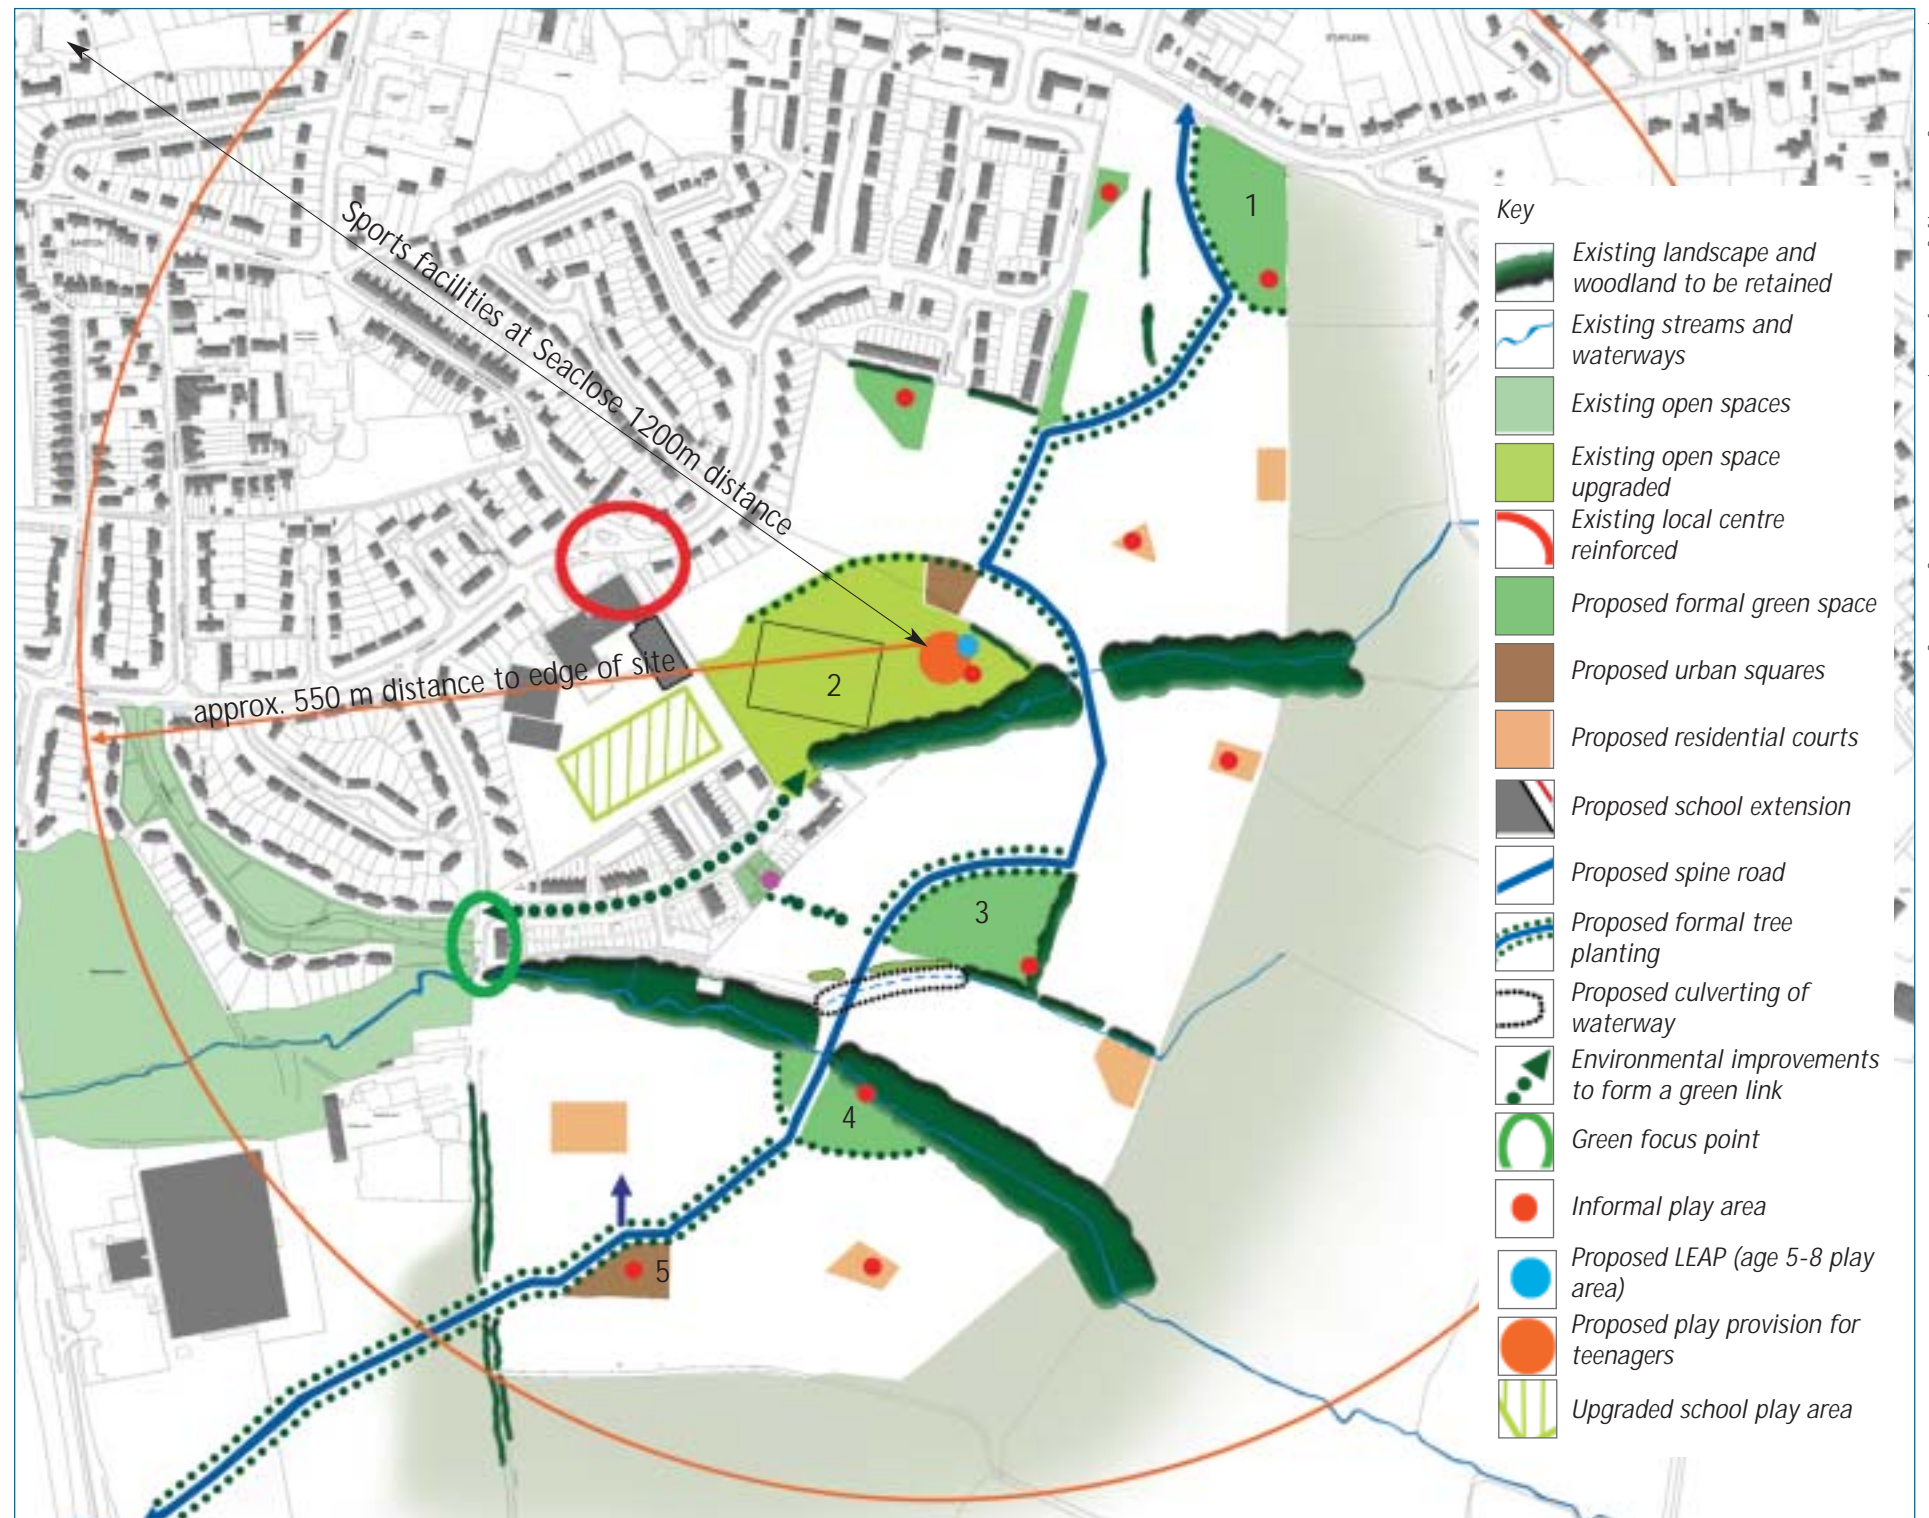 Sports facilities at Seaclose 1200m distance
approx. 550 m distance to edge of site
1
2
3
4
5
Key
Existing landscape and
woodland to be retained
Existing streams and
waterways
Existing open spaces
Existing open space
upgraded
Existing local centre
reinforced
Proposed formal green space
Proposed urban squares
Proposed residential courts
Proposed school extension
Proposed spine road
Proposed formal tree
planting
Proposed culverting of
waterway
Environmental improvements
to form a green link
Green focus point
Informal play area
Proposed LEAP (age 5-8 play
area)
Proposed play provision for
teenagers
Upgraded school play area